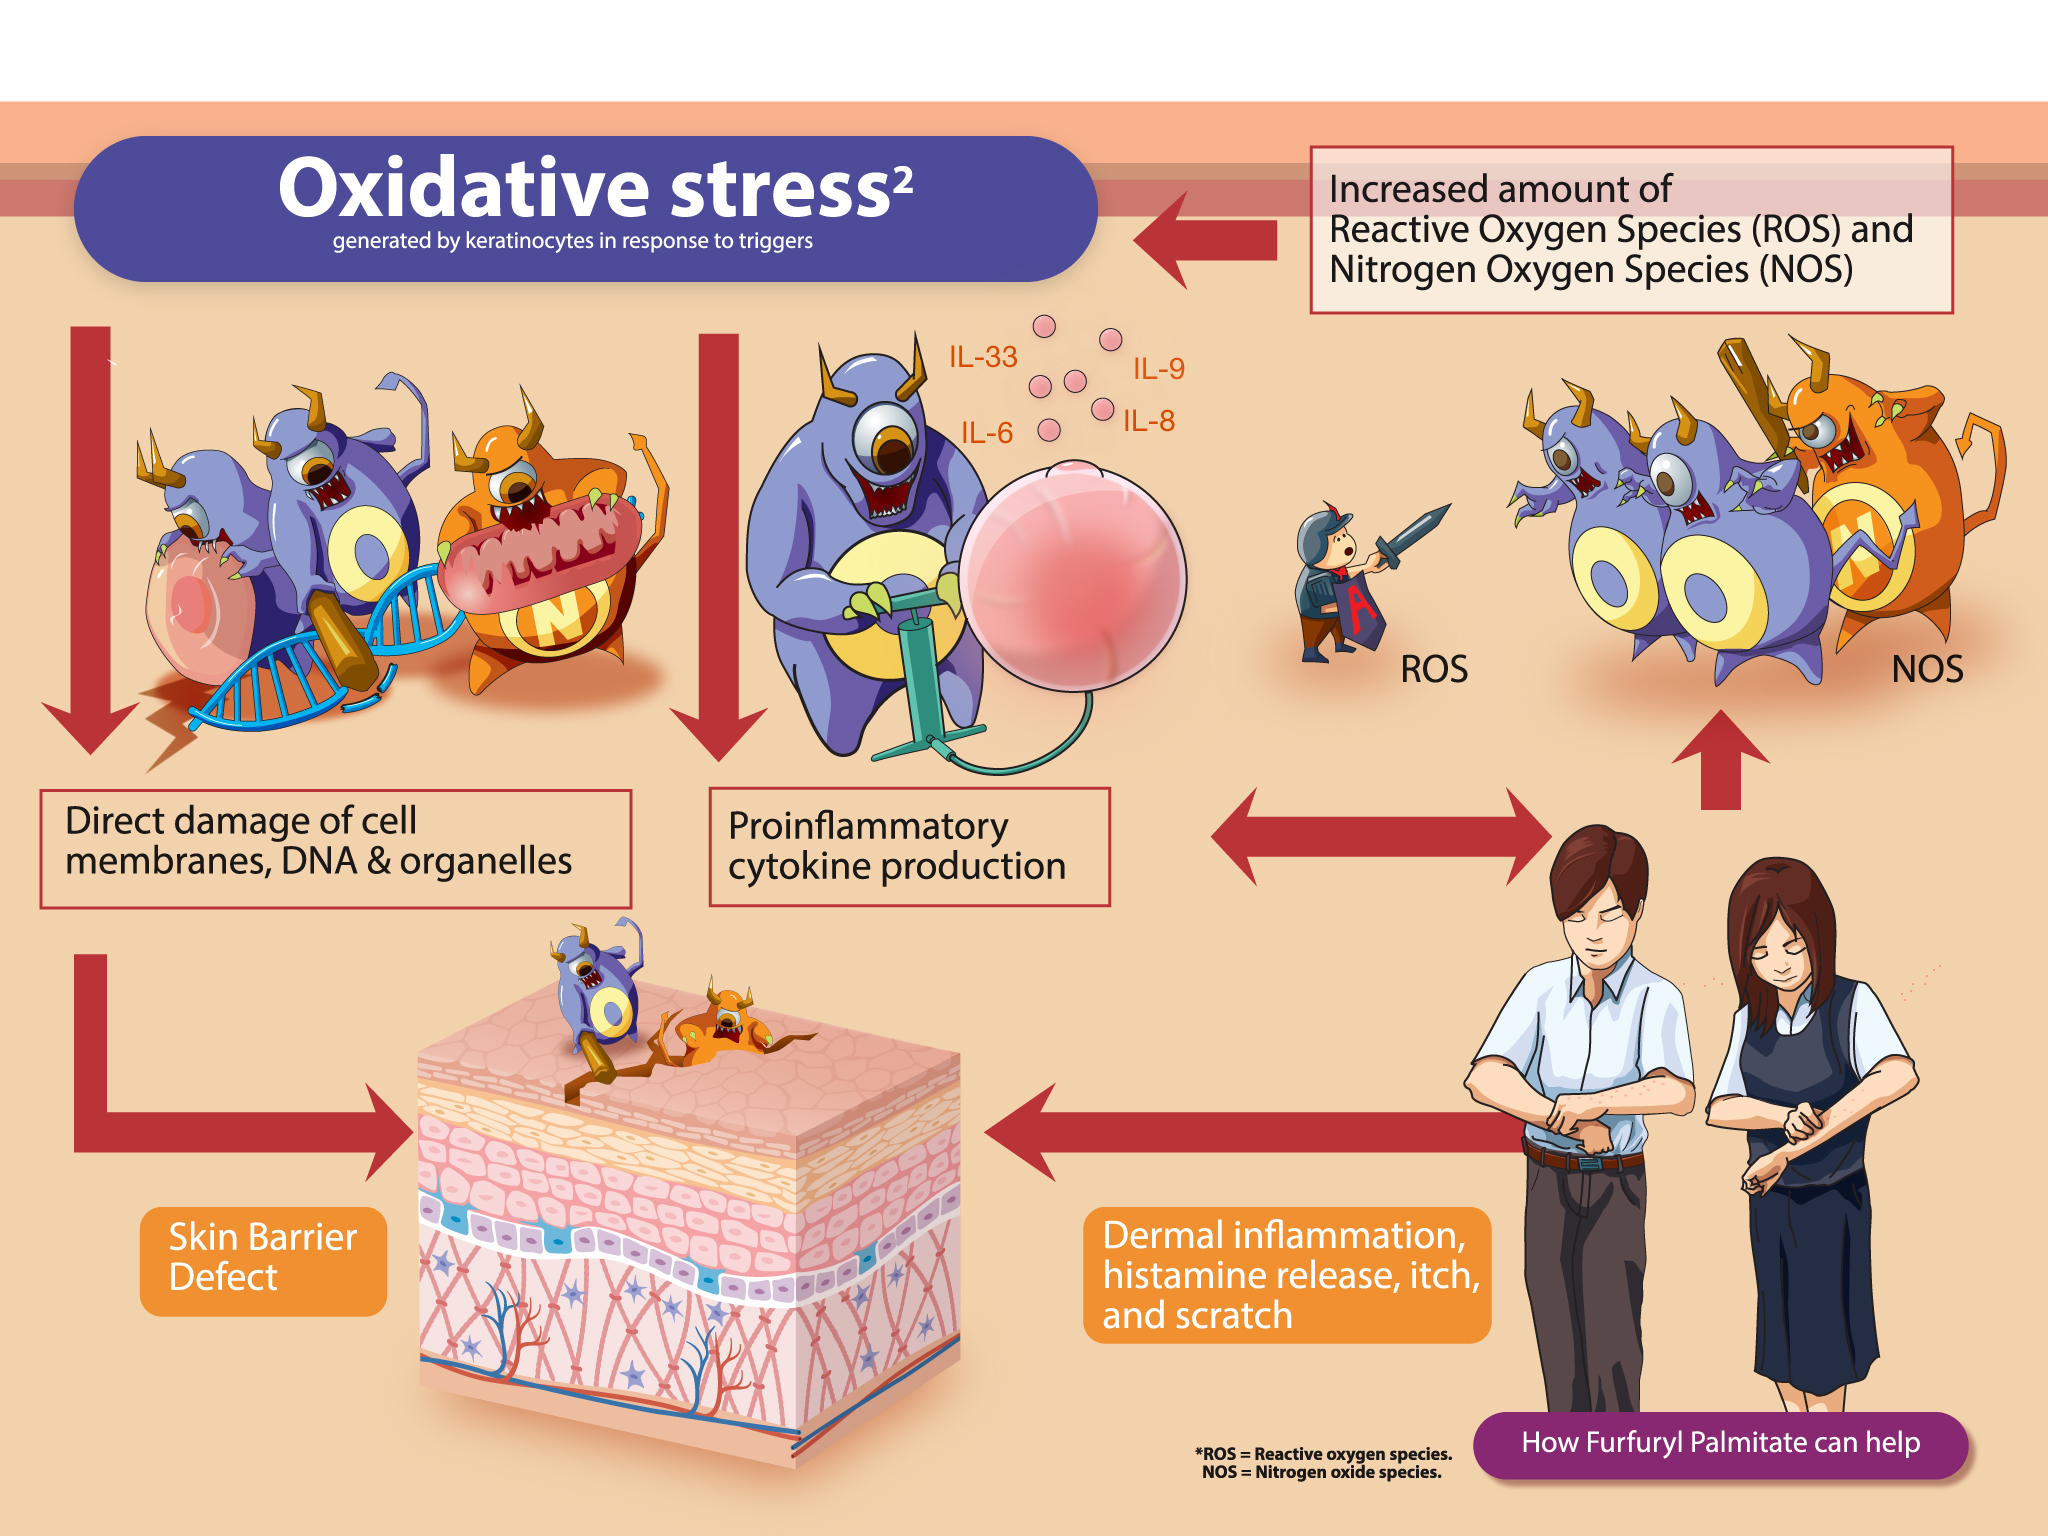 Oxidative stress²
generated by keratinocytes in response to triggers
Increased amount of
Reactive Oxygen Species (ROS) and
Nitrogen Oxygen Species (NOS)
IL-33
IL-9
IL-8
IL-6
N
O
O
A
O
O
N
ROS
NOS
Direct damage of cell
membranes, DNA & organelles
Proinflammatory
cytokine production
O
Skin Barrier
Defect
Dermal inflammation,
histamine release, itch,
and scratch
How Furfuryl Palmitate can help
*ROS = Reactive oxygen species.
NOS = Nitrogen oxide species.